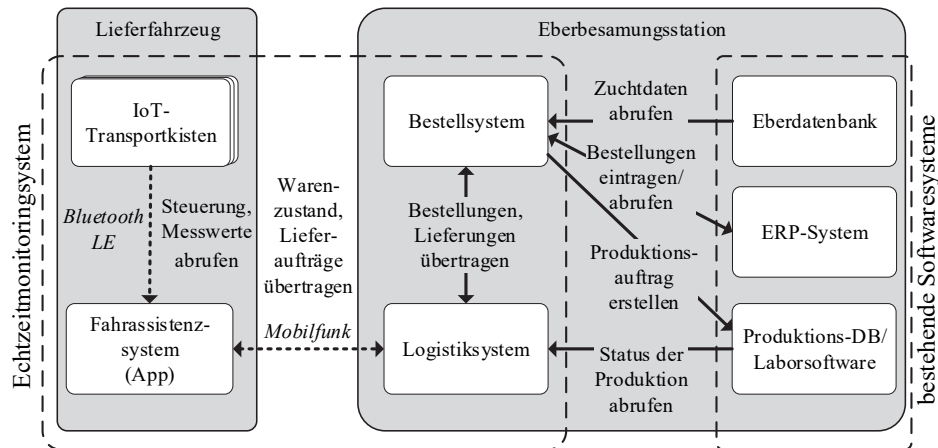 Lieferfahrzeug
Eberbesamungsstation
Echtzeitmonitoringsystem
IoT-
Transportkisten
Bluetooth
LE
Steuerung,
Messwerte
abrufen
Fahrassistenz-
system
(App)
Waren-
zustand,
Liefer-
aufträge
übertragen
Mobilfunk
Bestellsystem
Bestellungen,
Lieferungen
übertragen
Logistiksystem
Zuchtdaten
abrufen
Bestellungen
eintragen/
abrufen
Produktions-
auftrag
erstellen
Status der
Produktion
abrufen
Eberdatenbank
ERP-System
Produktions-DB/
Laborsoftware
bestehende Softwaresysteme